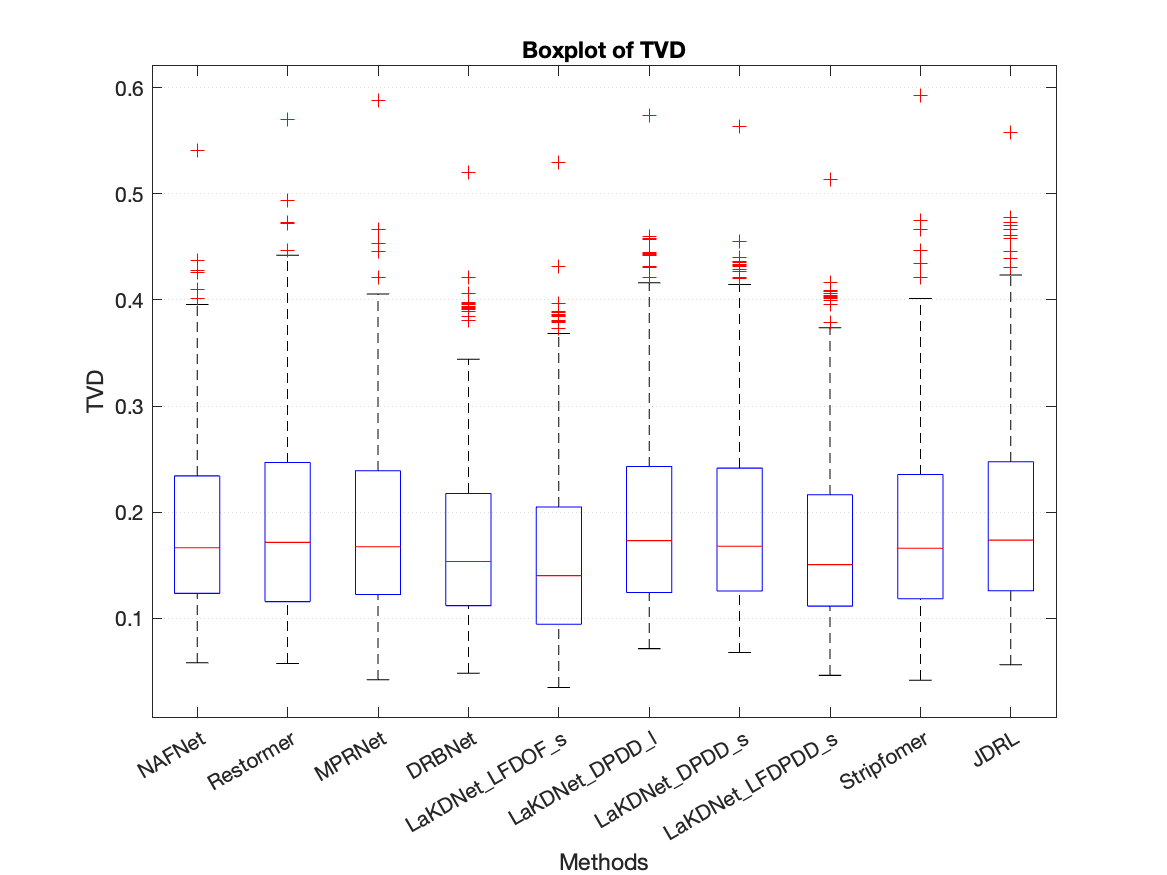 Boxplot of TVD
0.6
0.5
0.4
0.3
0.2
0.1
TVD
NAFNet
Restormer
MPRNet
DRBNet
LaKDNet_LFDOF_s
LaKDNet_DPDD_l
LaKDNet_DPDD_s
LaKDNet_LFDPDD_s
Stripfomer
JDRL
Methods